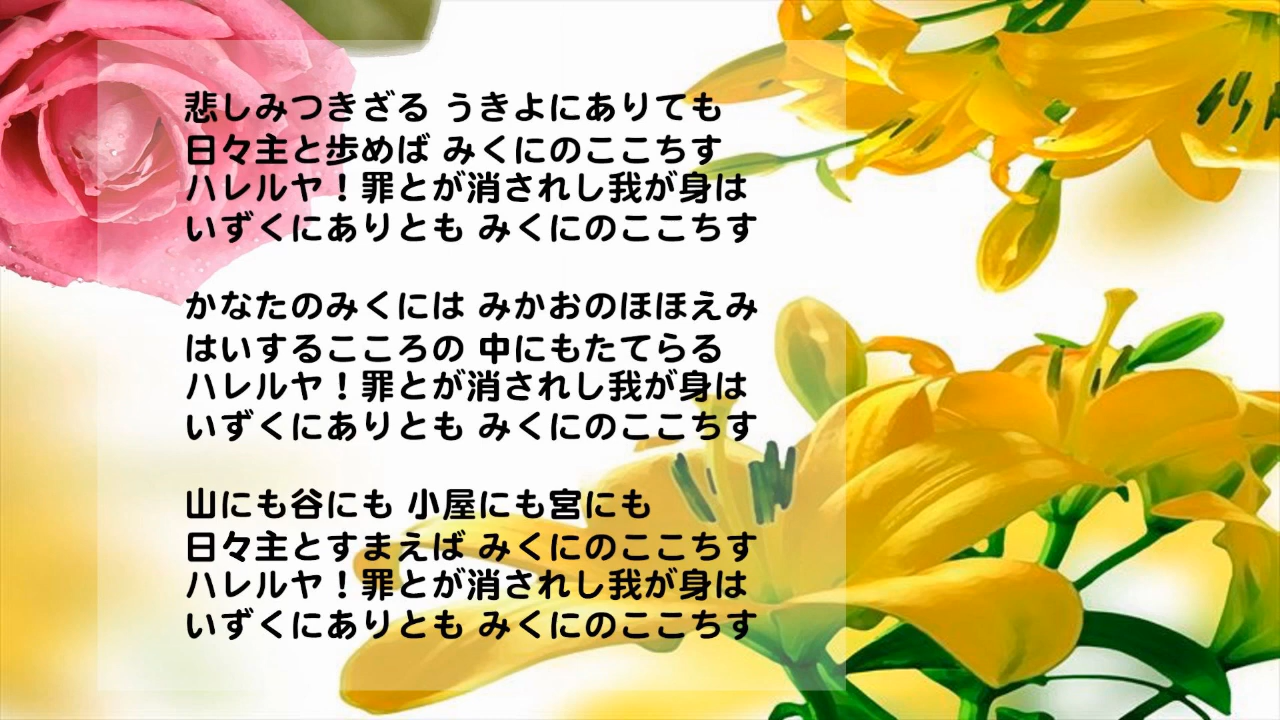 悲しみつきざる うきよにありても
日々主と歩めば みくにのここちす
ハレルヤ！罪とが消されし我が身は
いずくにありとも みくにのここちす
かなたのみくには みかおのほほえみ
はいするこころの 中にもたてらる
ハレルヤ！罪とが消されし我が身は
いずくにありとも みくにのここちす
山にも谷にも 小屋にも宮にも
日々主とすまえば みくにのここちす
ハレルヤ！罪とが消されし我が身は
いずくにありとも みくにのここちす